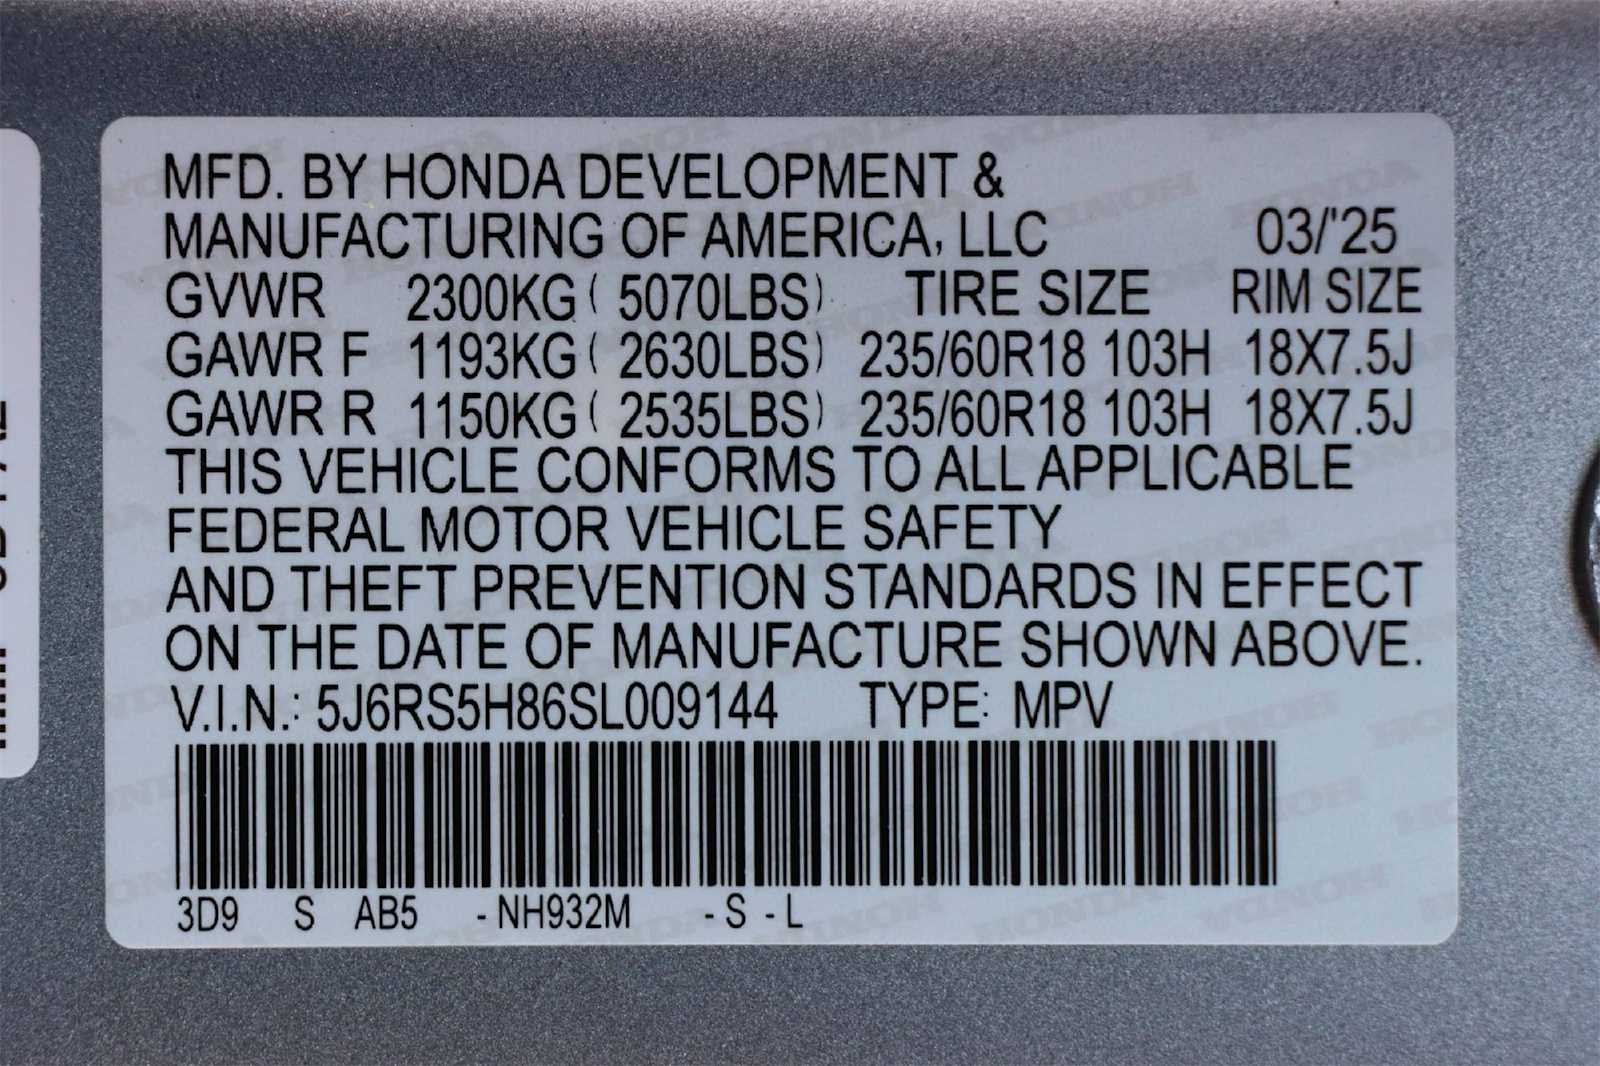 MFD. BY HONDA DEVELOPMENT &
MANUFACTURING OF AMERICA, LLC 03/'25
GVWR 2300KG ( 5070LBS) TIRE SIZE RIM SIZE
GAWR F 1193KG ( 2630LBS) 235/60R18 103H 18X7.5J
GAWR R 1150KG ( 2535LBS) 235/60R18 103H 18X7.5J
THIS VEHICLE CONFORMS TO ALL APPLICABLE
FEDERAL MOTOR VEHICLE SAFETY
AND THEFT PREVENTION STANDARDS IN EFFECT
ON THE DATE OF MANUFACTURE SHOWN ABOVE.
V.I.N.: 5J6RS5H86SL009144 TYPE: MPV
3D9 S AB5 -NH932M -S -L